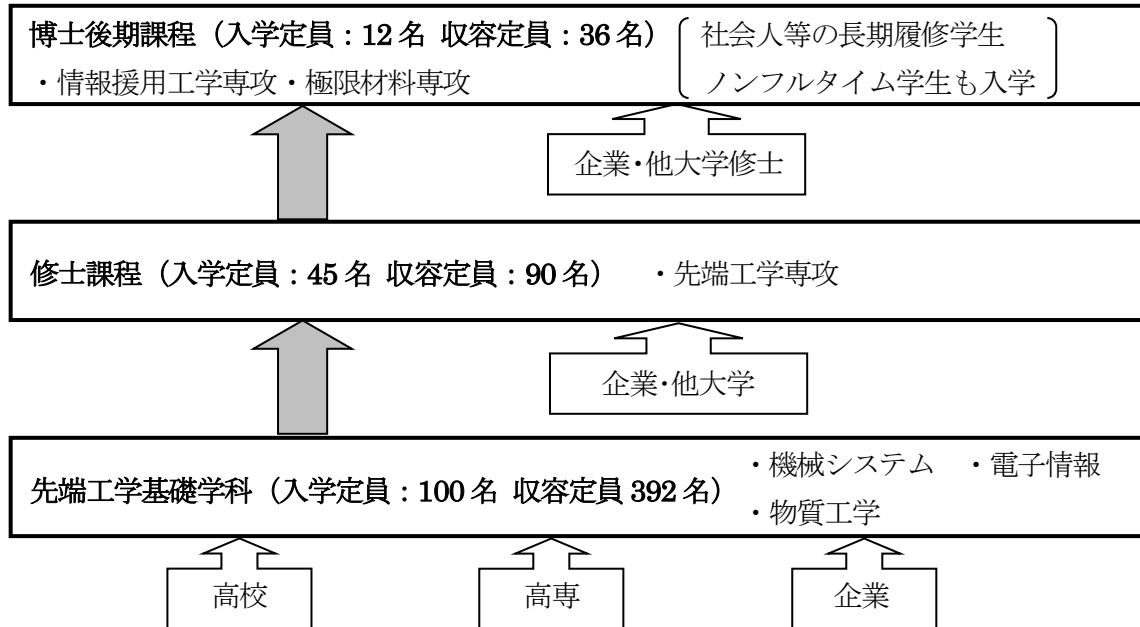 博士後期課程（入学定員：12名 収容定員：36名）
社会人等の長期履修学生
・情報援用工学専攻・極限材料専攻
ノンフルタイム学生も入学
企業・他大学修士
修士課程（入学定員：45名 収容定員：90名） ・先端工学専攻
企業・他大学
・機械システム ・電子情報
先端工学基礎学科（入学定員：100名 収容定員392名）
・物質工学
高校
高専
企業